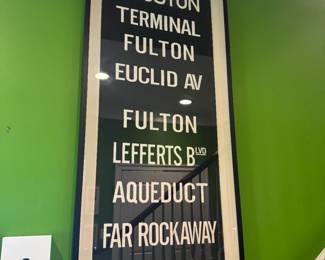 TERMINAL
FULTON
EUCLID AV
FULTON
LEFFERTS BLVD
AQUEDUCT
FAR ROCKAWAY